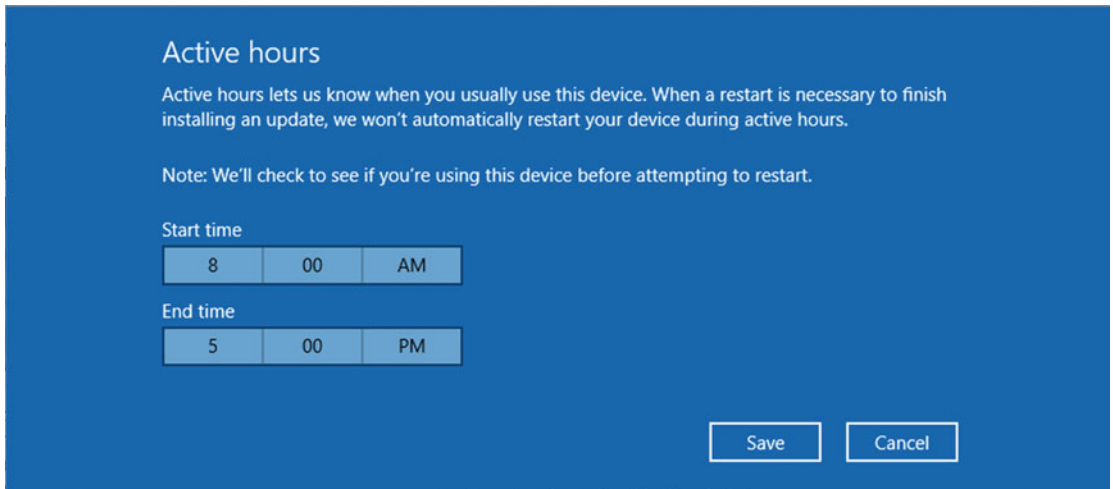 Active hours
Active hours lets us know when you usually use this device. When a restart is necessary to finish
installing an update, we won’t automatically restart your device during active hours.
Note: We’ll check to see if you’re using this device before attempting to restart.
Start time
8 00 AM
End time
5 00 PM
Save Cancel